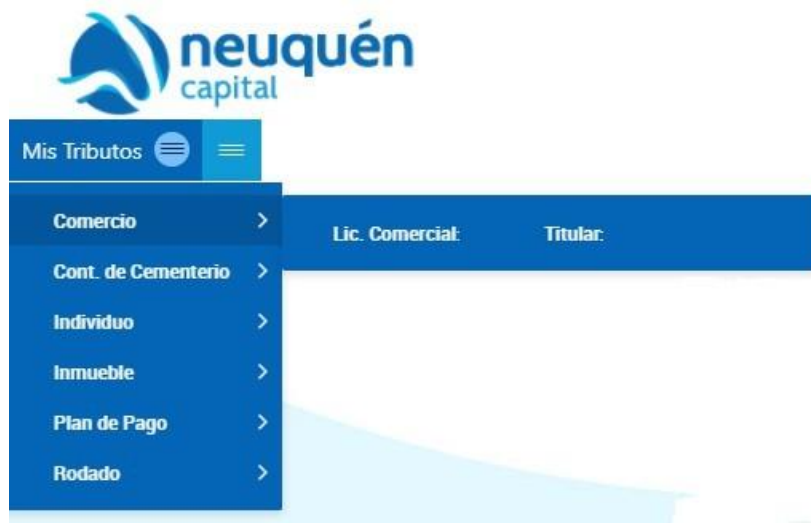 neuquén
capital
Mis Tributos
Comercio
Lic. Comercial: Titular:
Cont. de Cementerio
Individuo
Inmueble
Plan de Pago
Rodado